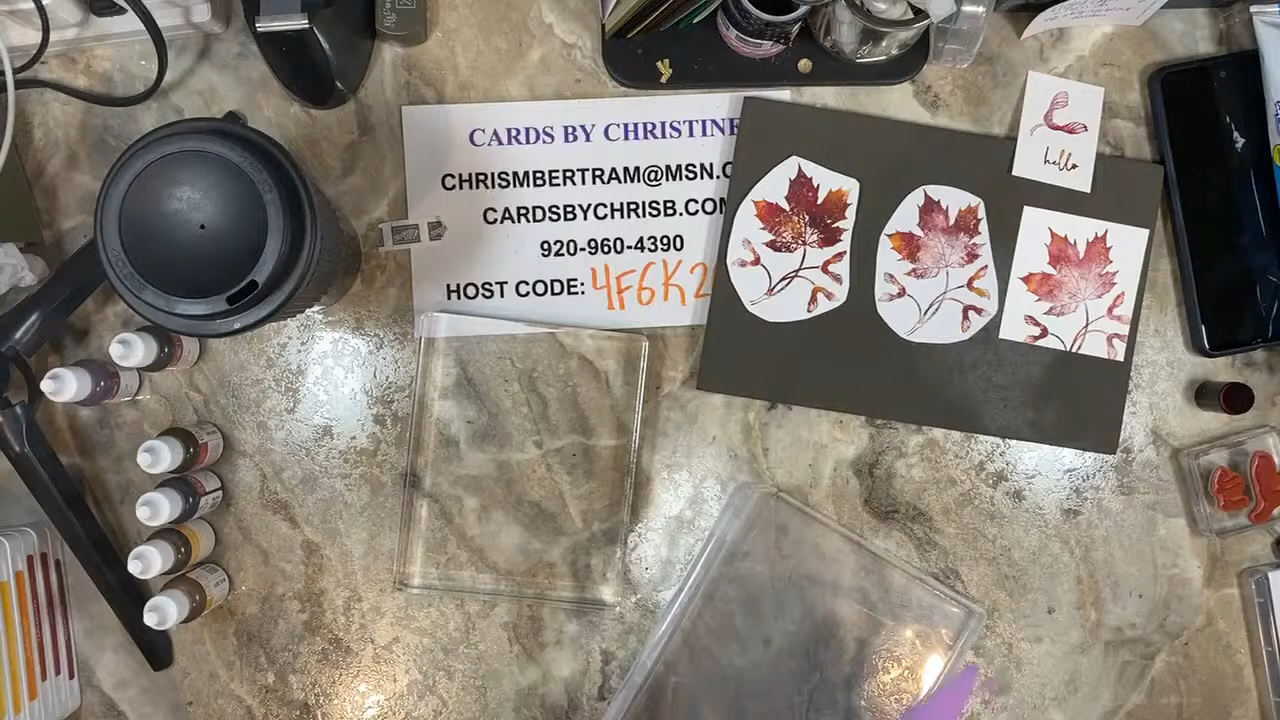 CARDS BY CHRISTINE
CHRISMBERTRAM@MSN.C
CARDSBYCHRISB.COM
920-960-4390
HOST CODE: 4F6K2
hello